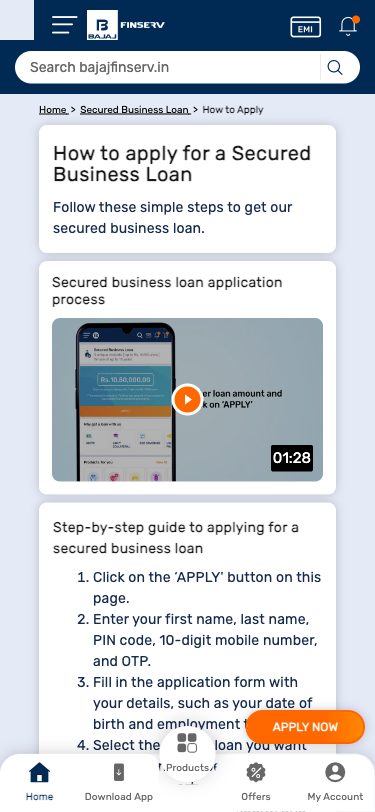 BAJAJ FINSERV
EMI
Search bajajfinserv.in
Home > Secured Business Loan > How to Apply
How to apply for a Secured
Business Loan
Follow these simple steps to get our
secured business loan.
Secured business loan application
process
Secured Business Loan
Rs.10,50,000,00
er loan amount and
k on ‘APPLY’
Products for you
01:28
Step-by-step guide to applying for a
secured business loan
1. Click on the ‘APPLY’ button on this
page.
2. Enter your first name, last name,
PIN code, 10-digit mobile number,
and OTP.
3. Fill in the application form with
your details, such as your date of
birth and employment
APPLY NOW
4. Select the loan you want
Products
Home
Download App
Offers
My Account